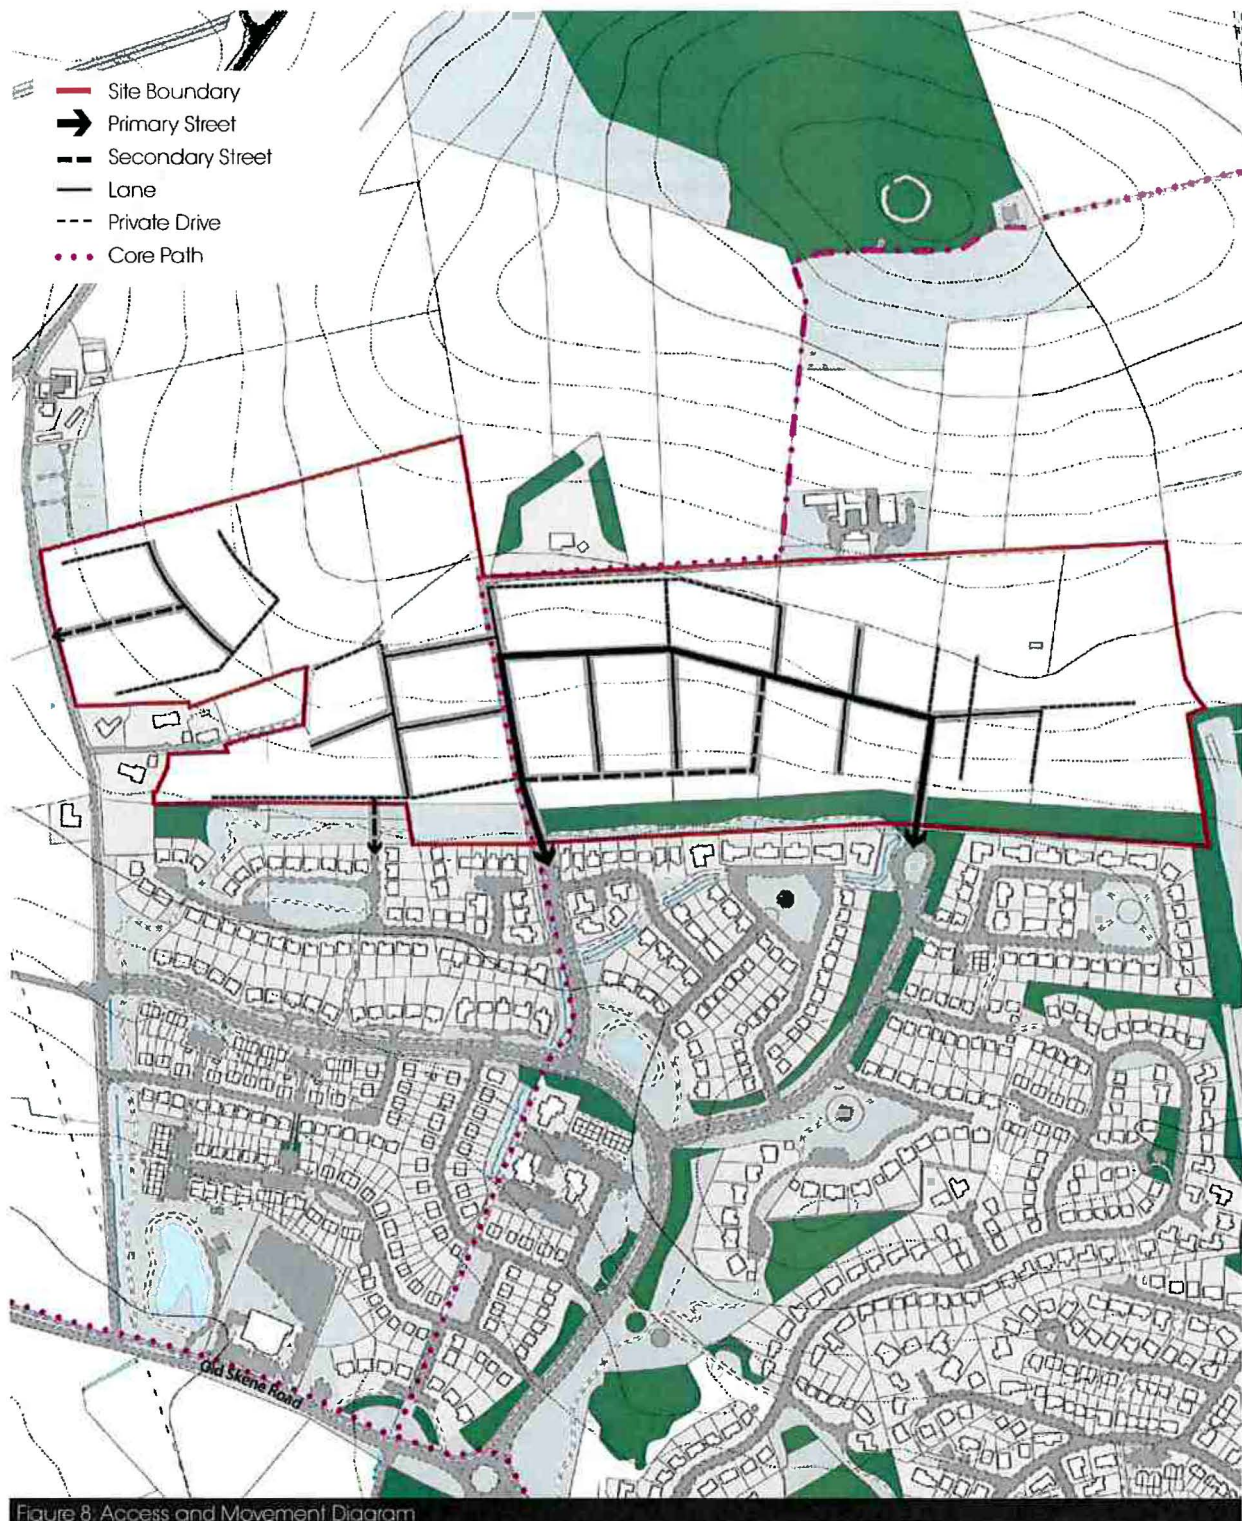 Site Boundary
Primary Street
Secondary Street
Lane
Private Drive
Core Path
Old Skene Road
Figure 8: Access and Movement Diagram